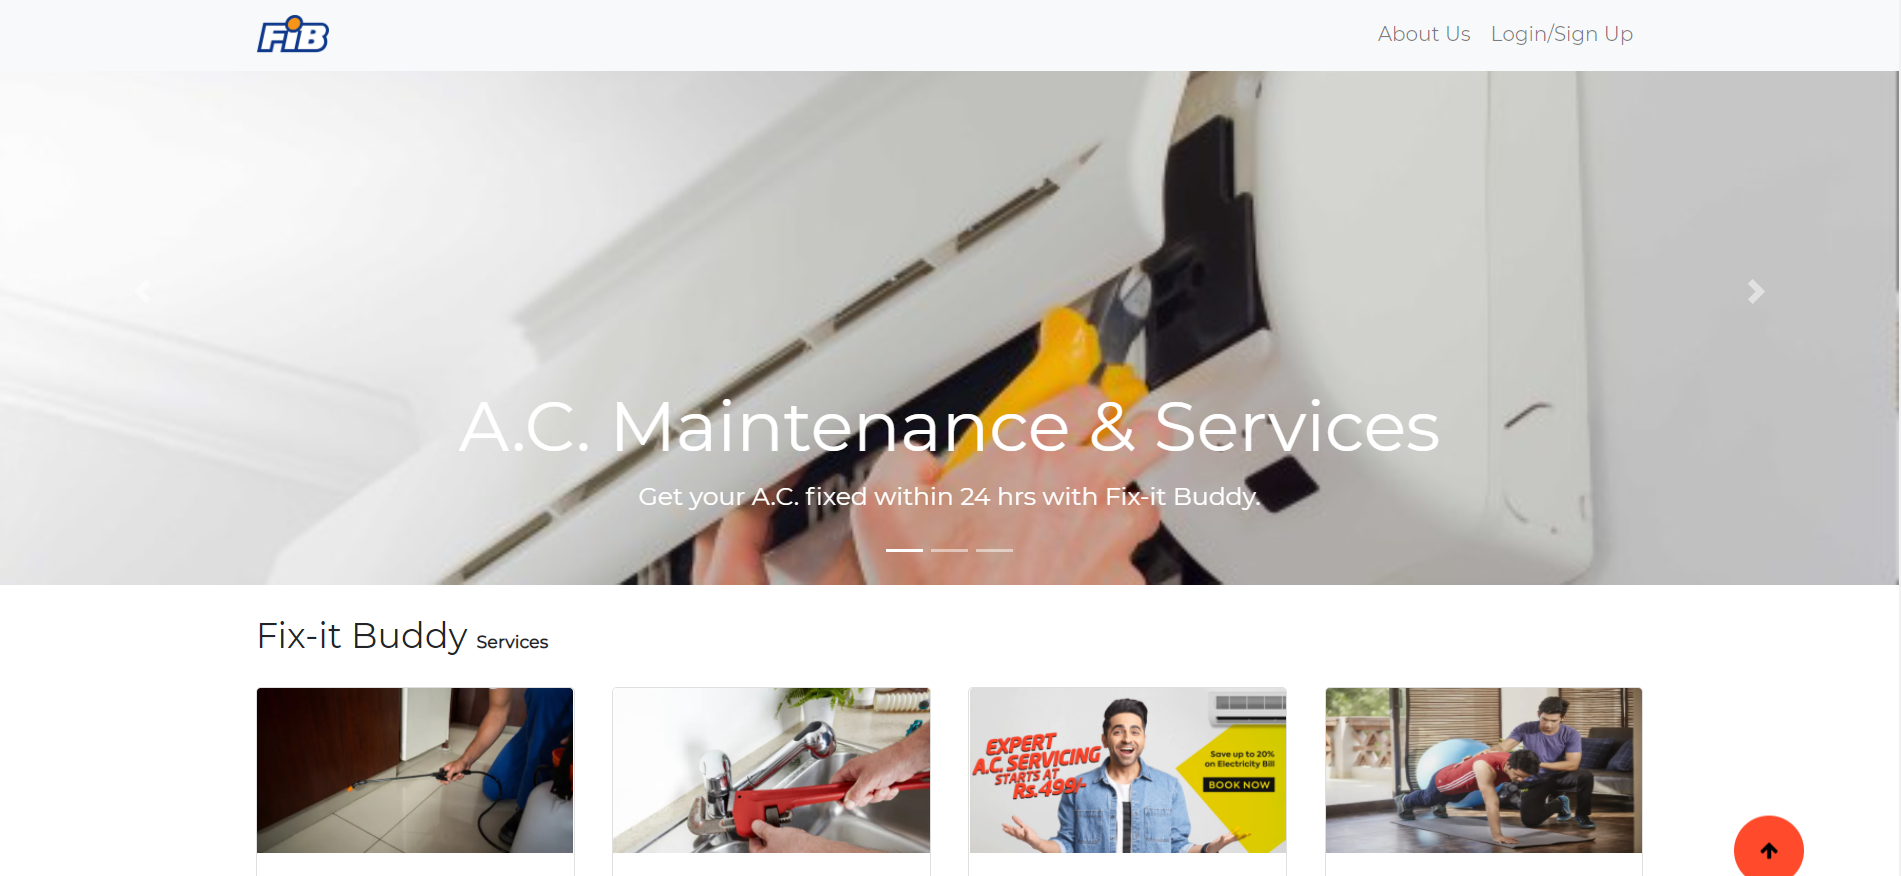 FiB
About Us
Login/Sign Up
A.C. Maintenance & Services
Get your A.C. fixed within 24 hrs with Fix-it Buddy.
Fix-it Buddy Services
EXPERT
A.C. SERVICING
STARTS AT
Rs.499/-
Save up to 20%
on Electricity Bill
BOOK NOW